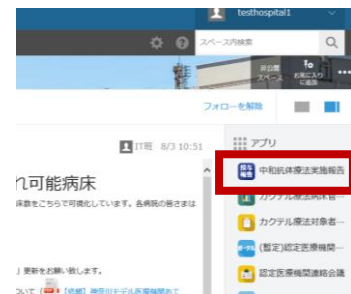 testhospital1
スペース内検索
非公開
スペース
お気に入り
に追加
フォローを解除
IT班 8/3 10:51
アプリ
れ可能病床
床数をこちらで可視化しています。各病院の皆さまは
投与
報告
中和抗体療法実施報告
カクテル療法病床官…
カクテル療法対象者…
(暫定)認定医療機関…
認定医療機関連絡会議
」更新をお願い致します。
ついて (
【依頼】神奈川モデル医療機関あて